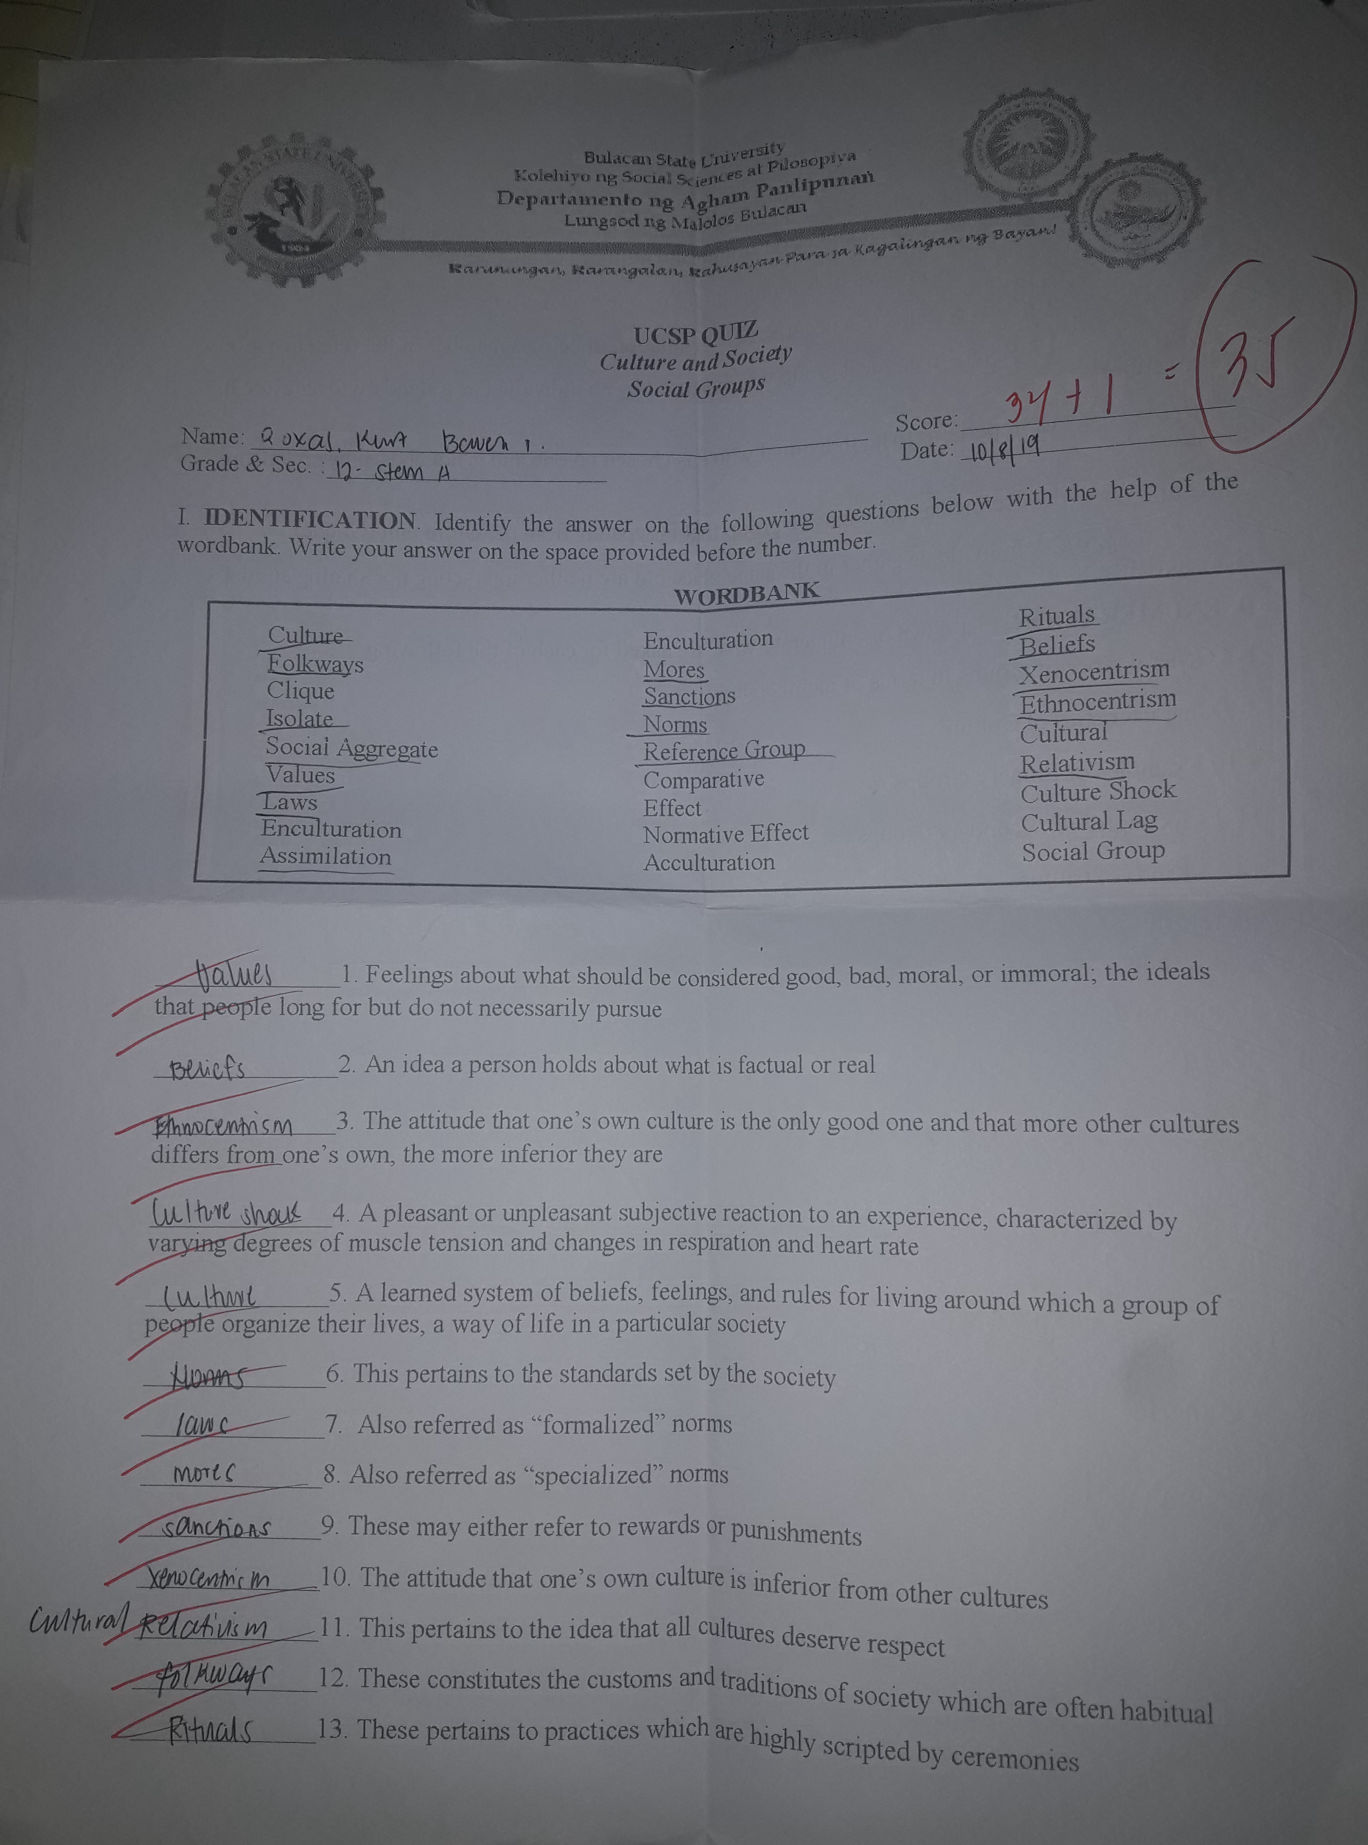 BULACAN STATE UNIVERSITY
1904
Bulacan State University
Kolehiyo ng Social Sciences at Pilosopiya
Departamento ng Agham Panlipunan
Lungsod ng Malolos Bulacan
Karunungan, Karangalan, Kahusayan Para sa Kagalingan ng Bayan!
UCSP QUIZ
Culture and Society
Social Groups
Score: 34 + 1 = 35
Name: Roxal, Kurt Bowen I.
Date: 10/8/19
Grade & Sec. : 12- Stem A
I. IDENTIFICATION. Identify the answer on the following questions below with the help of the
wordbank. Write your answer on the space provided before the number.
WORDBANK
Culture
Folkways
Clique
Isolate
Social Aggregate
Values
Laws
Enculturation
Assimilation
Enculturation
Mores
Sanctions
Norms
Reference Group
Comparative
Effect
Normative Effect
Acculturation
Rituals
Beliefs
Xenocentrism
Ethnocentrism
Cultural
Relativism
Culture Shock
Cultural Lag
Social Group
Values 1. Feelings about what should be considered good, bad, moral, or immoral; the ideals
that people long for but do not necessarily pursue
Beliefs 2. An idea a person holds about what is factual or real
Ethnocentrism 3. The attitude that one's own culture is the only good one and that more other cultures
differs from one's own, the more inferior they are
Culture shock 4. A pleasant or unpleasant subjective reaction to an experience, characterized by
varying degrees of muscle tension and changes in respiration and heart rate
Culture 5. A learned system of beliefs, feelings, and rules for living around which a group of
people organize their lives, a way of life in a particular society
Norms 6. This pertains to the standards set by the society
laws 7. Also referred as “formalized” norms
mores 8. Also referred as “specialized” norms
sanctions 9. These may either refer to rewards or punishments
Xenocentrism 10. The attitude that one's own culture is inferior from other cultures
Cultural Relativism 11. This pertains to the idea that all cultures deserve respect
folkways 12. These constitutes the customs and traditions of society which are often habitual
Rituals 13. These pertains to practices which are highly scripted by ceremonies